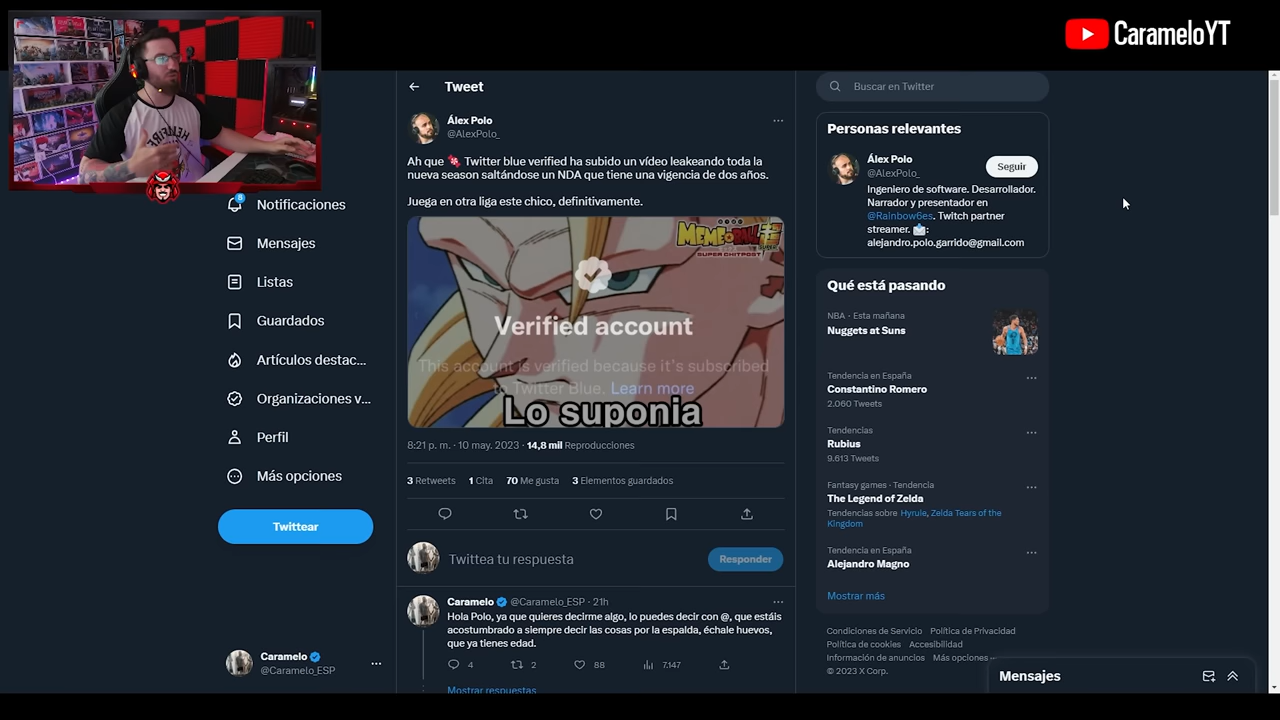 CarameloYT
Notificaciones
8
Mensajes
Listas
Guardados
Artículos destac...
Organizaciones v...
Perfil
Más opciones
Twittear
Caramelo
@Caramelo_ESP
Tweet
Álex Polo
@AlexPolo_
Ah que 🍬 Twitter blue verified ha subido un vídeo leakeando toda la
nueva season saltándose un NDA que tiene una vigencia de dos años.
Juega en otra liga este chico, definitivamente.
MEMEOBALL
SUPER CHITPOST
Verified account
This account is verified because it's subscribed
to Twitter Blue. Learn more
Lo suponia
8:21 p. m. · 10 may. 2023 · 14,8 mil Reproducciones
3 Retweets 1 Cita 70 Me gusta 3 Elementos guardados
Twittea tu respuesta
Responder
Caramelo @Caramelo_ESP · 21h
Hola Polo, ya que quieres decirme algo, lo puedes decir con @, que estáis
acostumbrado a siempre decir las cosas por la espalda, échale huevos,
que ya tienes edad.
4 2 88 7.147
Mostrar respuestas
Buscar en Twitter
Personas relevantes
Álex Polo
@AlexPolo_
Seguir
Ingeniero de software. Desarrollador.
Narrador y presentador en
@Rainbow6es. Twitch partner
streamer. 📩:
alejandro.polo.garrido@gmail.com
Qué está pasando
NBA · Esta mañana
Nuggets at Suns
Tendencia en España
Constantino Romero
2.060 Tweets
Tendencias
Rubius
9.613 Tweets
Fantasy games · Tendencia
The Legend of Zelda
Tendencias sobre Hyrule, Zelda Tears of the
Kingdom
Tendencia en España
Alejandro Magno
Mostrar más
Condiciones de Servicio Política de Privacidad
Política de cookies Accesibilidad
Información de anuncios Más opciones ···
© 2023 X Corp.
Mensajes